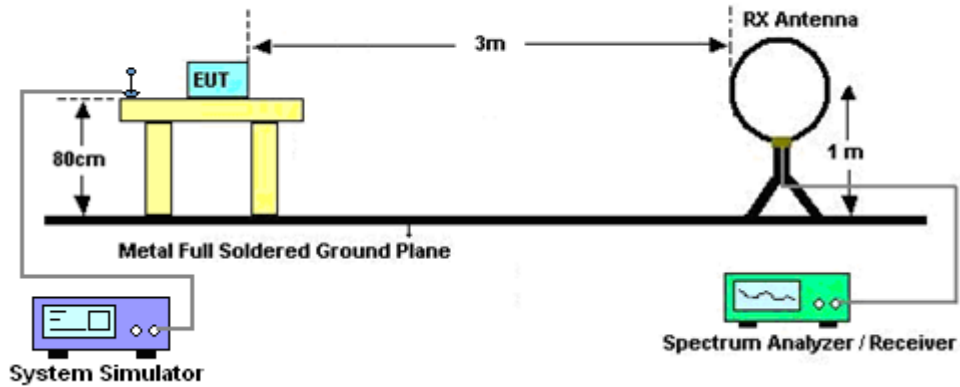 RX Antenna
3m
EUT
80cm
1 m
Metal Full Soldered Ground Plane
System Simulator
Spectrum Analyzer / Receiver